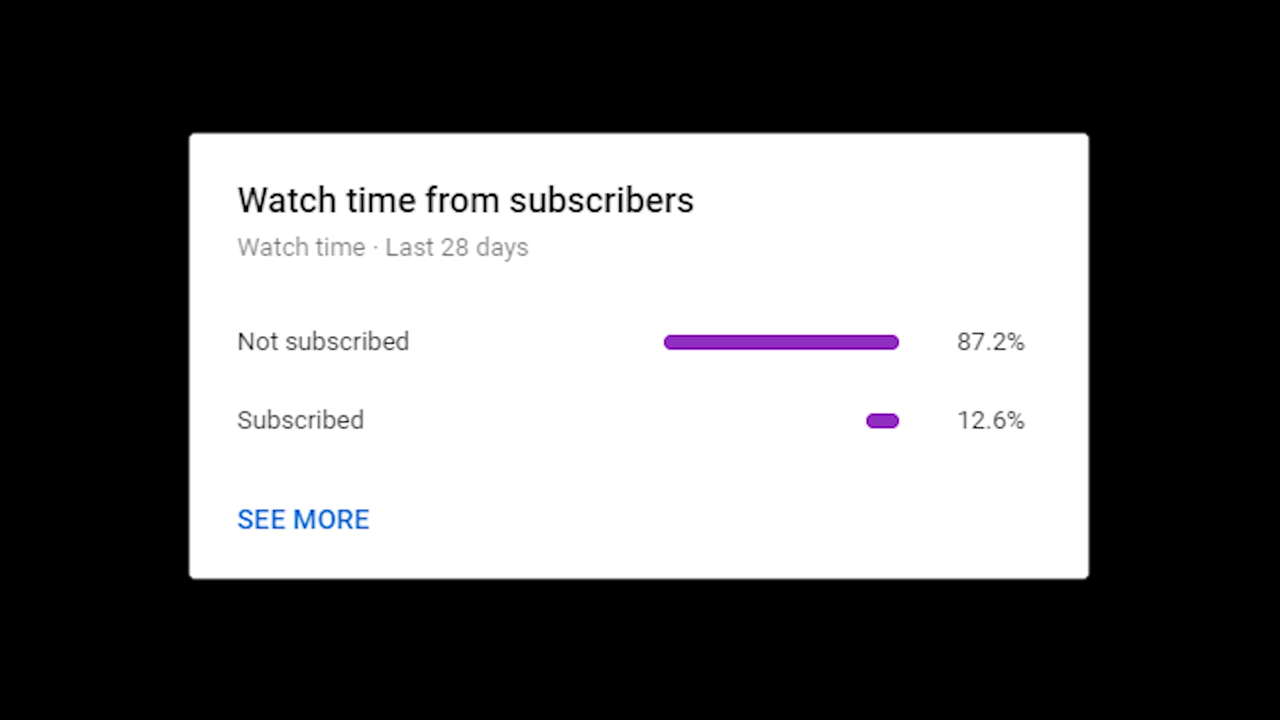 Watch time from subscribers
Watch time · Last 28 days
Not subscribed 87.2%
Subscribed 12.6%
SEE MORE